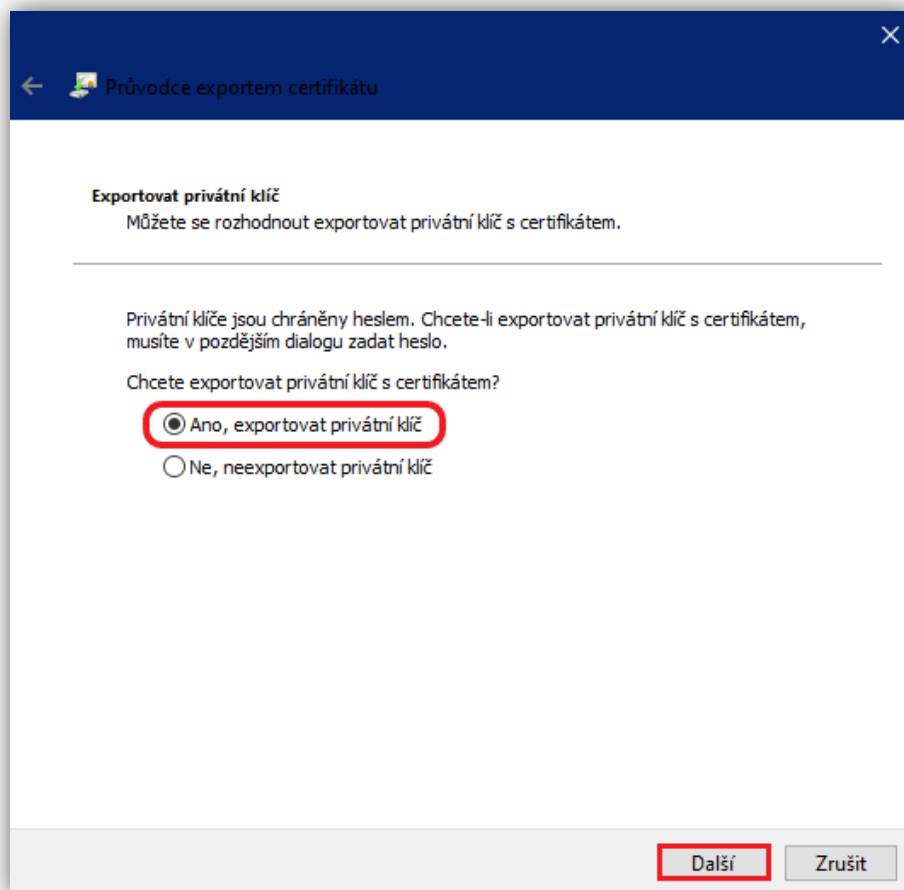 Průvodce exportem certifikátu
Exportovat privátní klíč
Můžete se rozhodnout exportovat privátní klíč s certifikátem.
Privátní klíče jsou chráněny heslem. Chcete-li exportovat privátní klíč s certifikátem,
musíte v pozdějším dialogu zadat heslo.
Chcete exportovat privátní klíč s certifikátem?
Ano, exportovat privátní klíč
Ne, neexportovat privátní klíč
Další
Zrušit